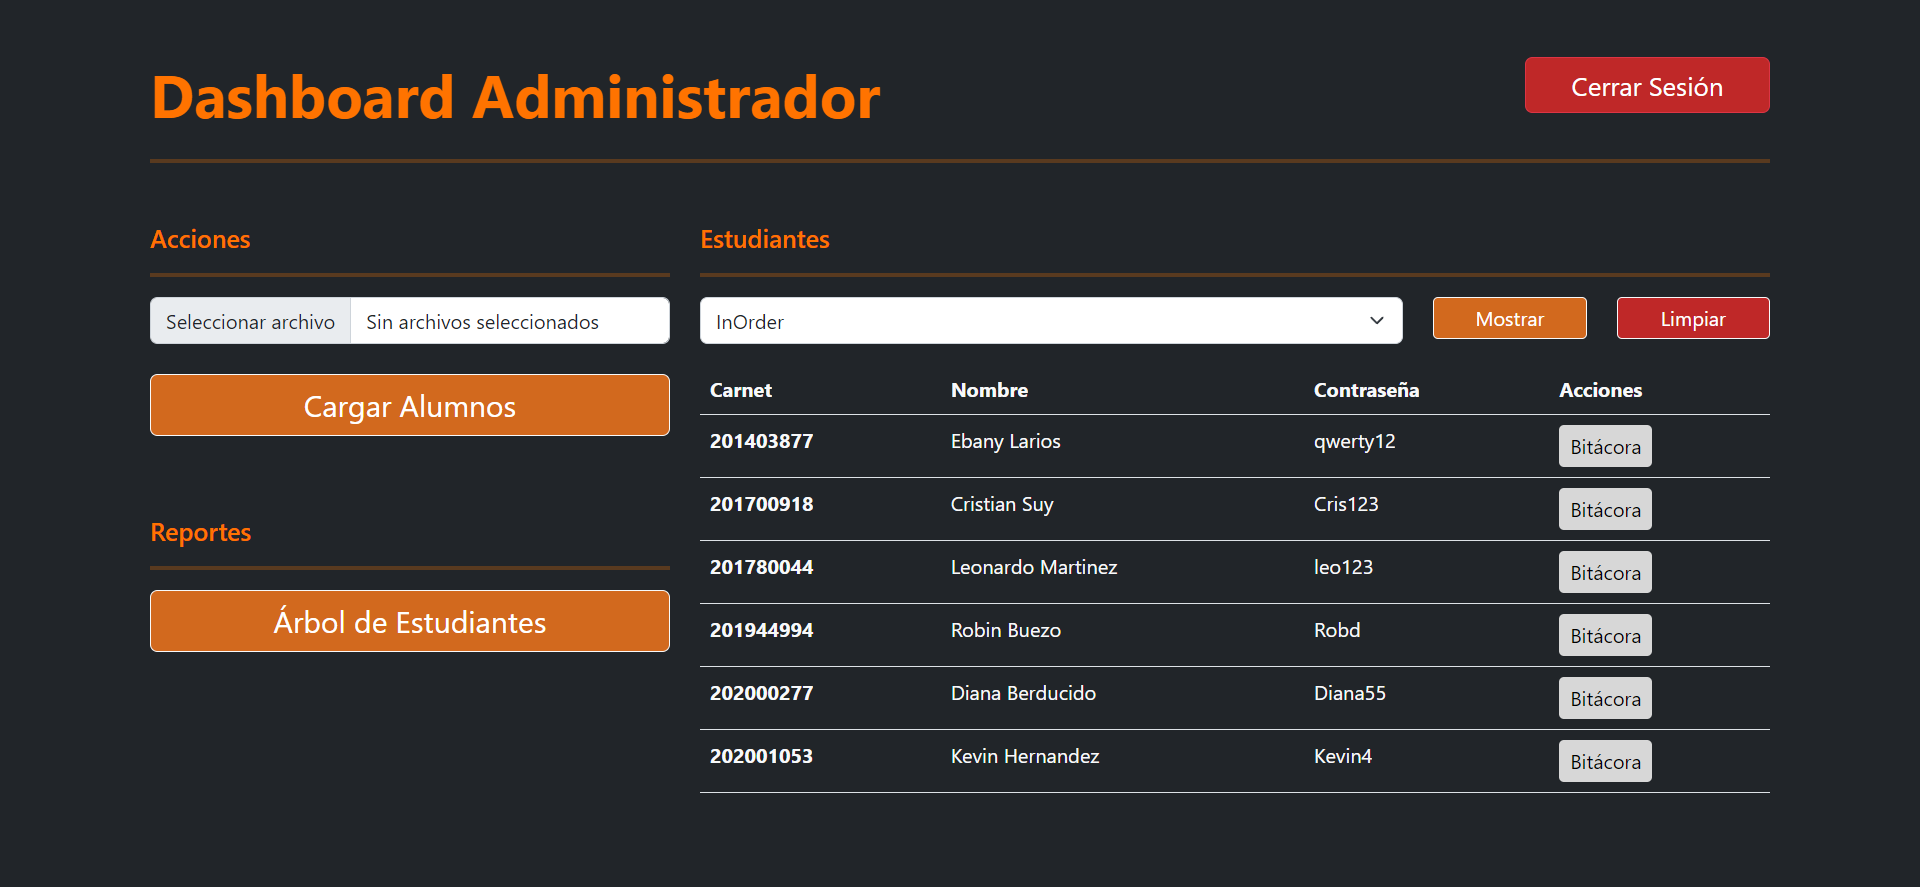 Dashboard Administrador
Cerrar Sesión
Acciones
Seleccionar archivo Sin archivos seleccionados
Cargar Alumnos
Reportes
Árbol de Estudiantes
Estudiantes
InOrder
Mostrar
Limpiar
Carnet Nombre Contraseña Acciones
201403877 Ebany Larios qwerty12 Bitácora
201700918 Cristian Suy Cris123 Bitácora
201780044 Leonardo Martinez leo123 Bitácora
201944994 Robin Buezo Robd Bitácora
202000277 Diana Berducido Diana55 Bitácora
202001053 Kevin Hernandez Kevin4 Bitácora